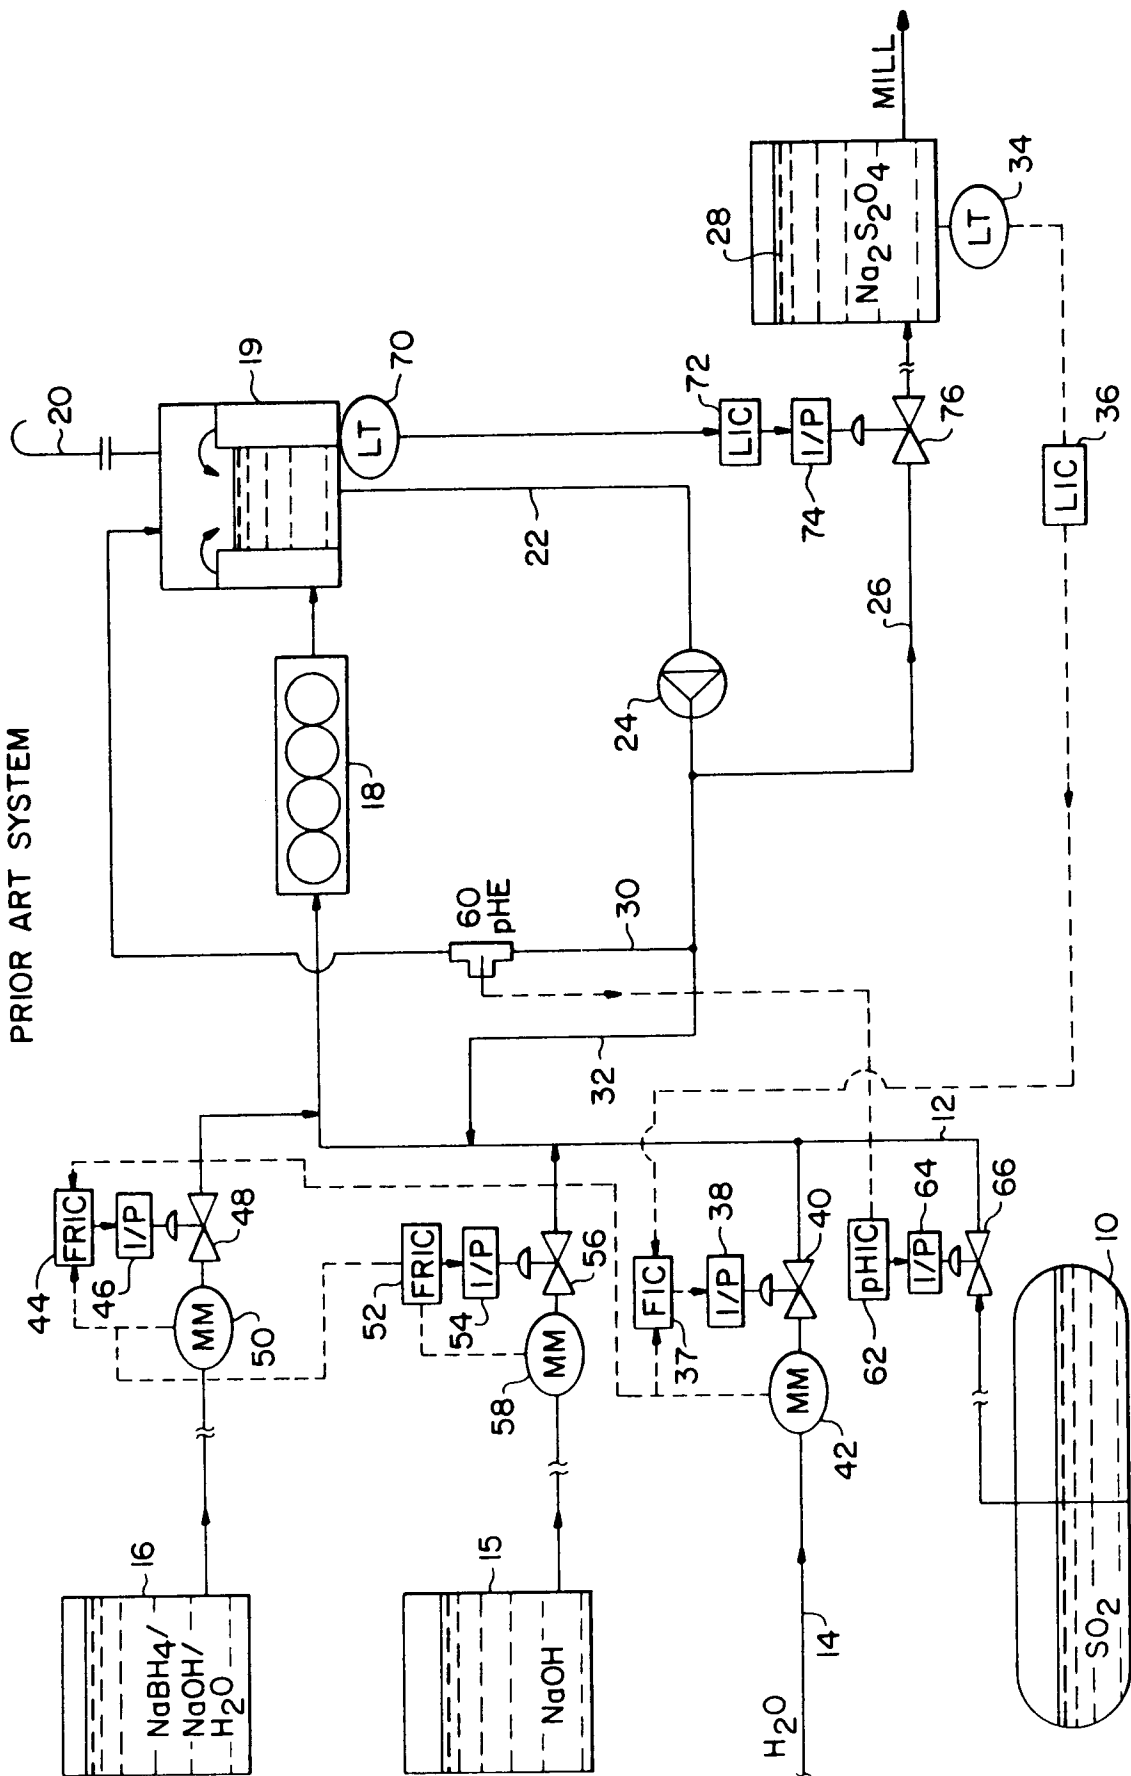 PRIOR ART SYSTEM
16
NaBH4/
NaOH/
H2O
44
FRIC
46
I/P
48
MM
50
15
NaOH
52
FRIC
54
I/P
56
MM
58
H2O
14
37
FIC
38
I/P
40
MM
42
10
SO2
62
pHIC
64
I/P
66
12
32
30
60
pHE
18
19
20
LT
70
22
24
26
72
LIC
74
I/P
76
28
Na2S2O4
MILL
LT
34
36
LIC